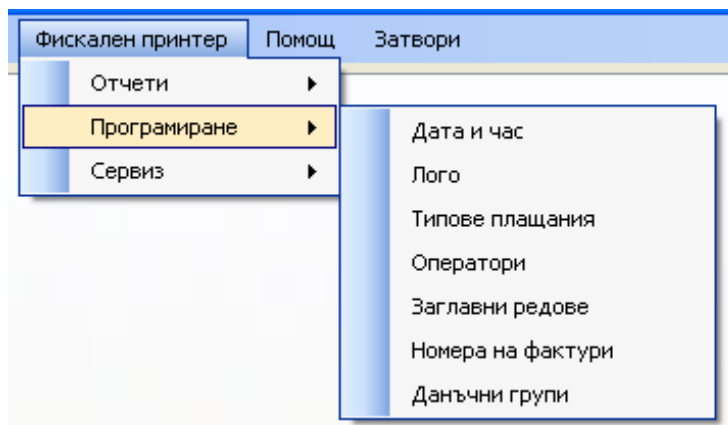 Фискален принтер Помощ Затвори
Отчети
Програмиране
Сервиз
Дата и час
Лого
Типове плащания
Оператори
Заглавни редове
Номера на фактури
Данъчни групи